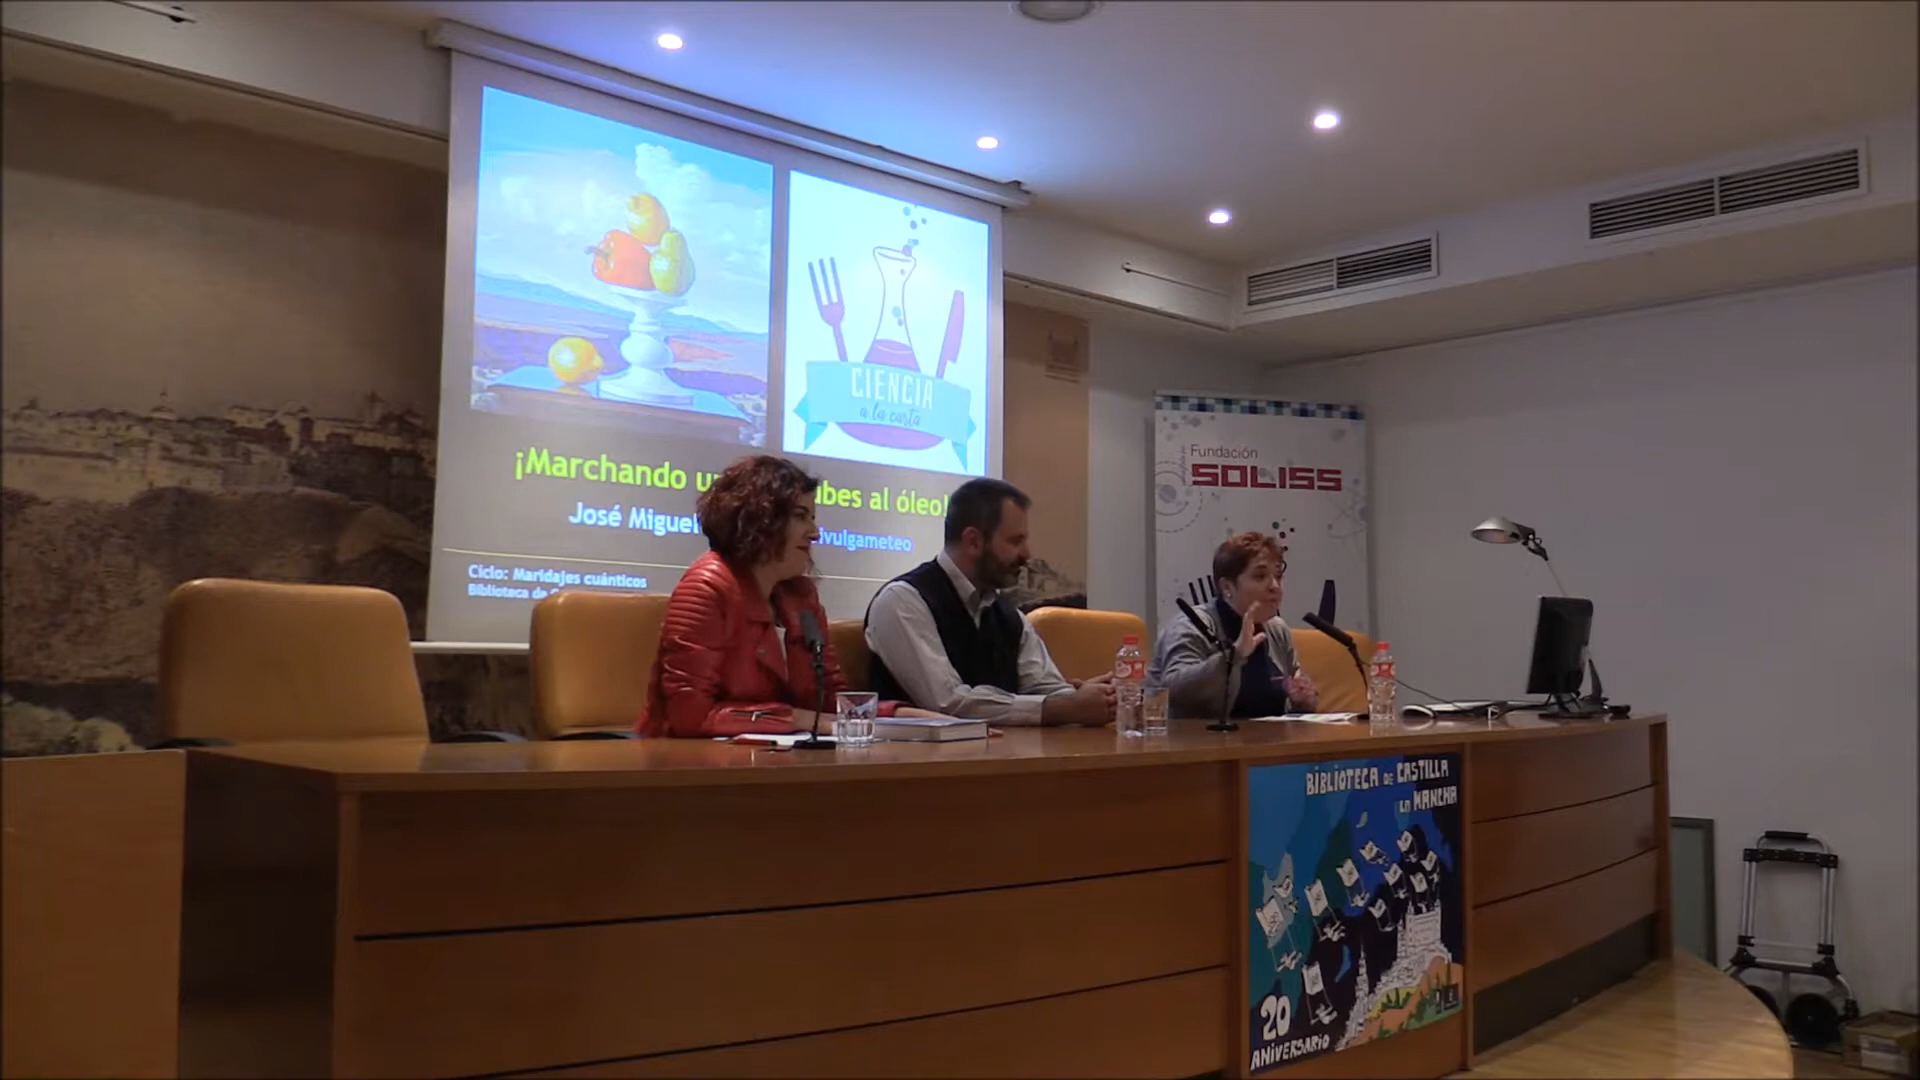 CIENCIA
a la carta
¡Marchando ubes al óleo!
José Miguel ivulgameteo
Ciclo: Maridajes cuánticos
Biblioteca de
Fundación
SOLISS
BIBLIOTECA DE CASTILLA
LA MANCHA
20
ANIVERSARIO